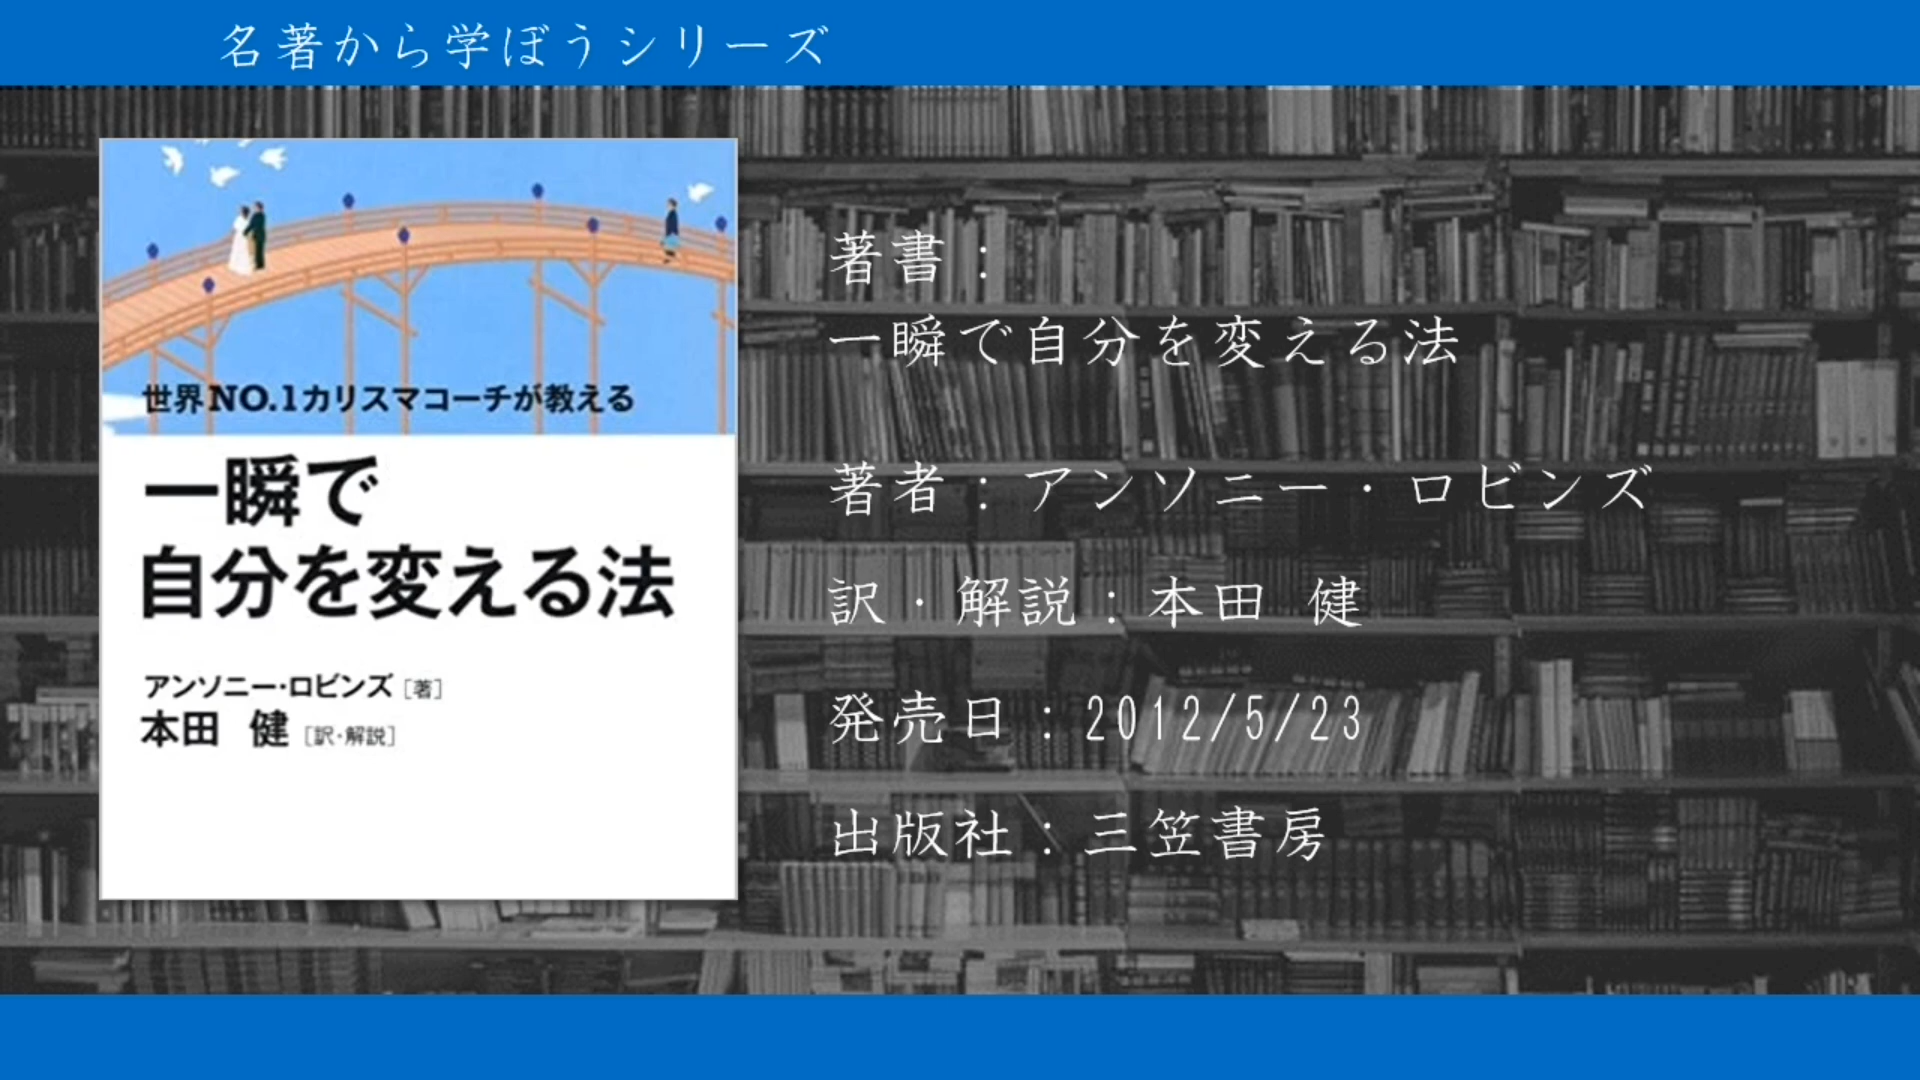 名著から学ぼうシリーズ
世界NO.1カリスマコーチが教える
一瞬で
自分を変える法
アンソニー・ロビンズ［著］
本田 健［訳・解説］
著書：
一瞬で自分を変える法
著者：アンソニー・ロビンズ
訳・解説：本田 健
発売日：2012/5/23
出版社：三笠書房